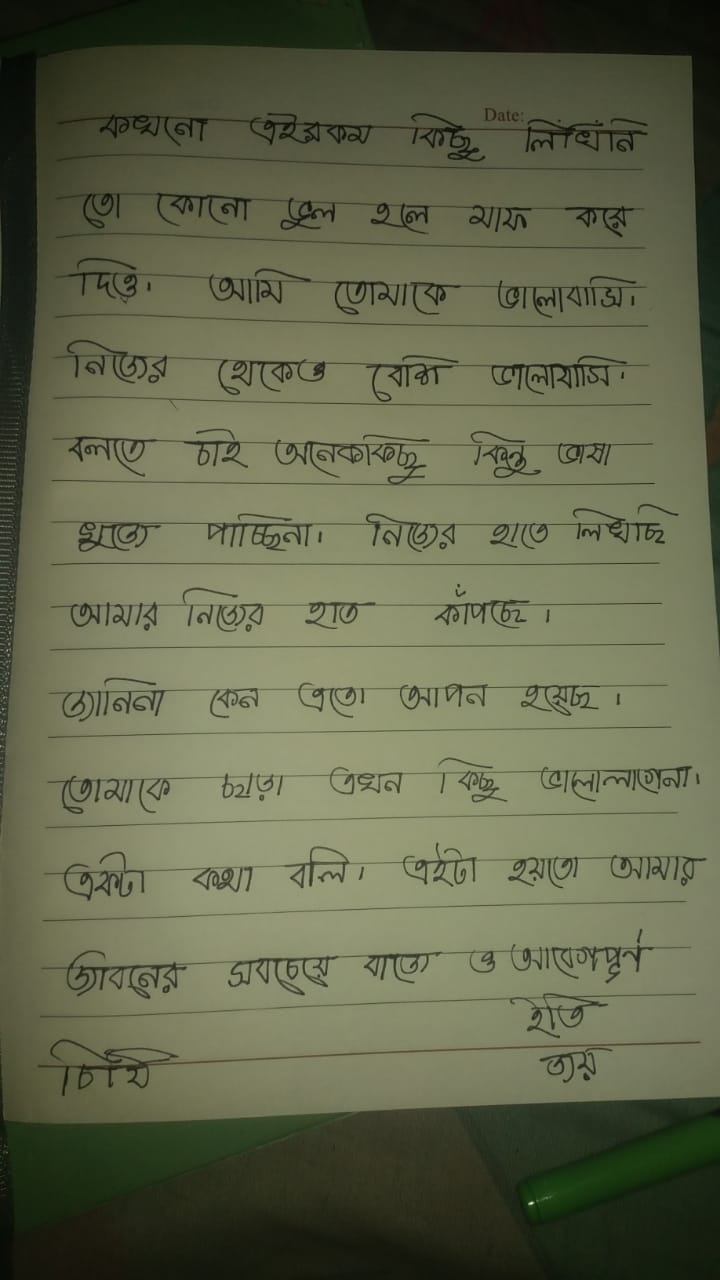 Date:
কখনো এইরকম কিছু লিখিনি
তো কোনো ভুল হলে মাফ করে
দিও। আমি তোমাকে ভালোবাসি।
নিজের থেকেও বেশি ভালোবাসি।
বলতে চাই অনেককিছু কিন্তু ভাষা
খুজে পাচ্ছিনা। নিজের হাতে লিখছি
আমার নিজের হাত কাঁপছে।
জানিনা কেন এতো আপন হয়েছ।
তোমাকে ছাড়া এখন কিছু ভালোলাগেনা।
একটা কথা বলি। এইটা হয়তো আমার
জীবনের সবচেয়ে বাজে ও আবেগপূর্ন
চিঠি
ইতি
জয়